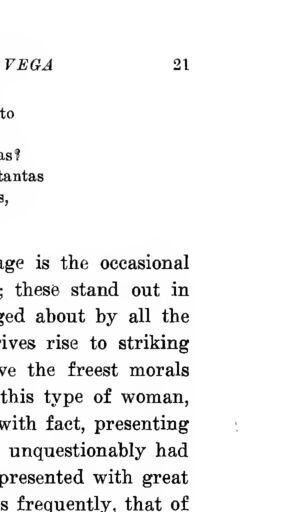 VEGA 21
to
as?
tantas
s,
age is the occasional
; these stand out in
ged about by all the
rives rise to striking
ve the freest morals
this type of woman,
with fact, presenting
unquestionably had
presented with great
s frequently, that of